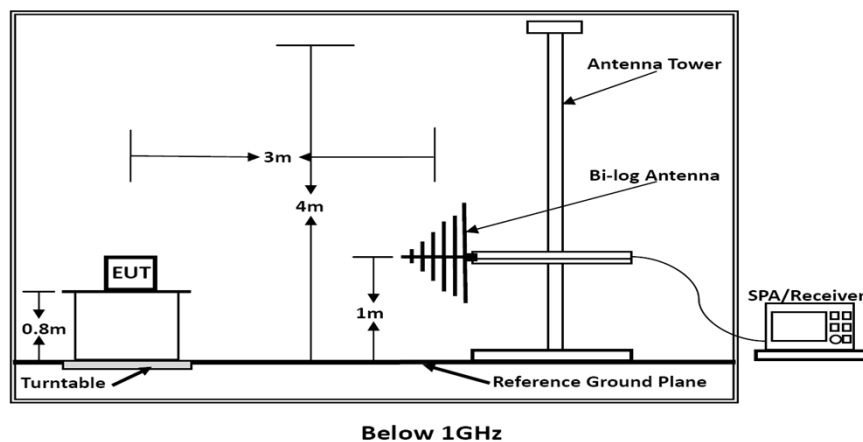 Antenna Tower
3m
Bi-log Antenna
4m
EUT
SPA/Receiver
0.8m
1m
Turntable
Reference Ground Plane
Below 1GHz